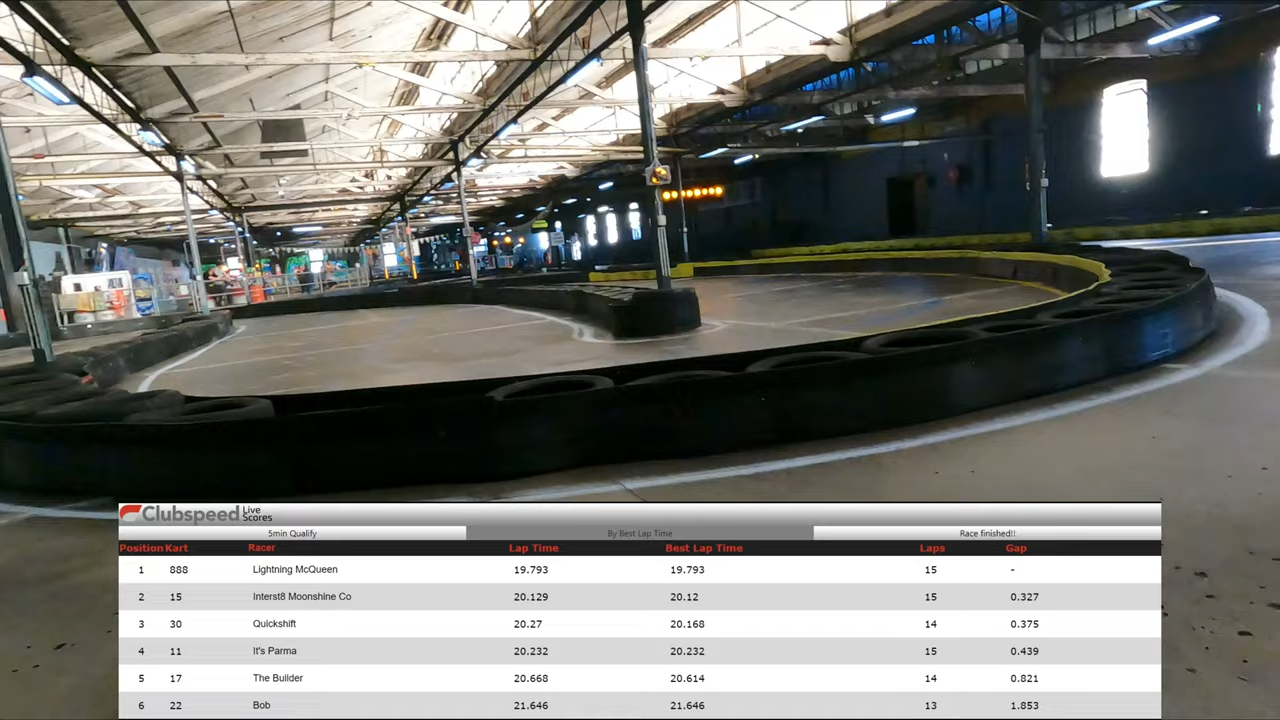 Clubspeed Live Scores
5min Qualify By Best Lap Time Race finished!!
Position Kart Racer Lap Time Best Lap Time Laps Gap
1 888 Lightning McQueen 19.793 19.793 15 -
2 15 Interst8 Moonshine Co 20.129 20.12 15 0.327
3 30 Quickshift 20.27 20.168 14 0.375
4 11 It's Parma 20.232 20.232 15 0.439
5 17 The Builder 20.668 20.614 14 0.821
6 22 Bob 21.646 21.646 13 1.853